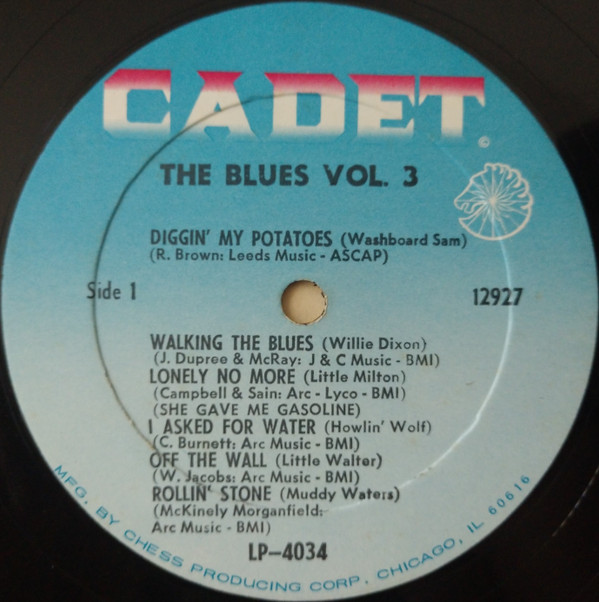 CADET
©
THE BLUES VOL. 3
DIGGIN' MY POTATOES (Washboard Sam)
(R. Brown: Leeds Music - ASCAP)
Side 1
12927
WALKING THE BLUES (Willie Dixon)
(J. Dupree & McRay: J & C Music - BMI)
LONELY NO MORE (Little Milton)
(Campbell & Sain: Arc - Lyco - BMI)
(SHE GAVE ME GASOLINE)
I ASKED FOR WATER (Howlin' Wolf)
(C. Burnett: Arc Music - BMI)
OFF THE WALL (Little Walter)
(W. Jacobs: Arc Music - BMI)
ROLLIN' STONE (Muddy Waters)
(McKinely Morganfield:
Arc Music - BMI)
LP-4034
MFG. BY CHESS PRODUCING CORP. CHICAGO, IL 60616